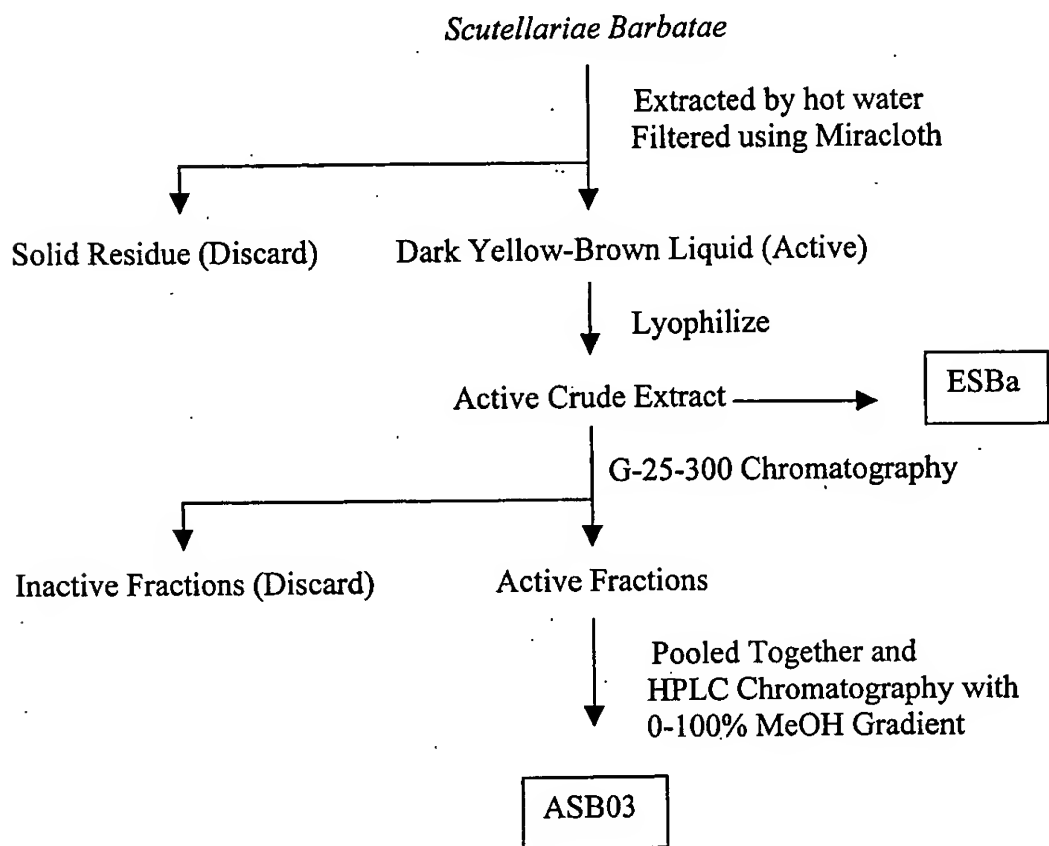 Scutellariae Barbatae
Extracted by hot water
Filtered using Miracloth
Solid Residue (Discard)
Dark Yellow-Brown Liquid (Active)
Lyophilize
Active Crude Extract
ESBa
G-25-300 Chromatography
Inactive Fractions (Discard)
Active Fractions
Pooled Together and
HPLC Chromatography with
0-100% MeOH Gradient
ASB03